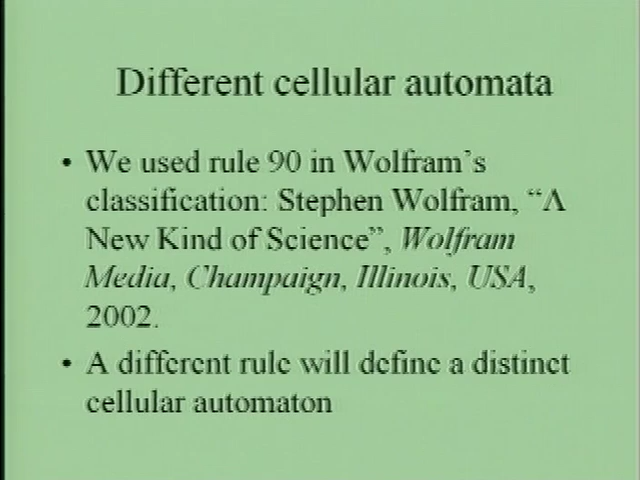 Different cellular automata
• We used rule 90 in Wolfram's
classification: Stephen Wolfram, “A
New Kind of Science”, Wolfram
Media, Champaign, Illinois, USA,
2002.
• A different rule will define a distinct
cellular automaton